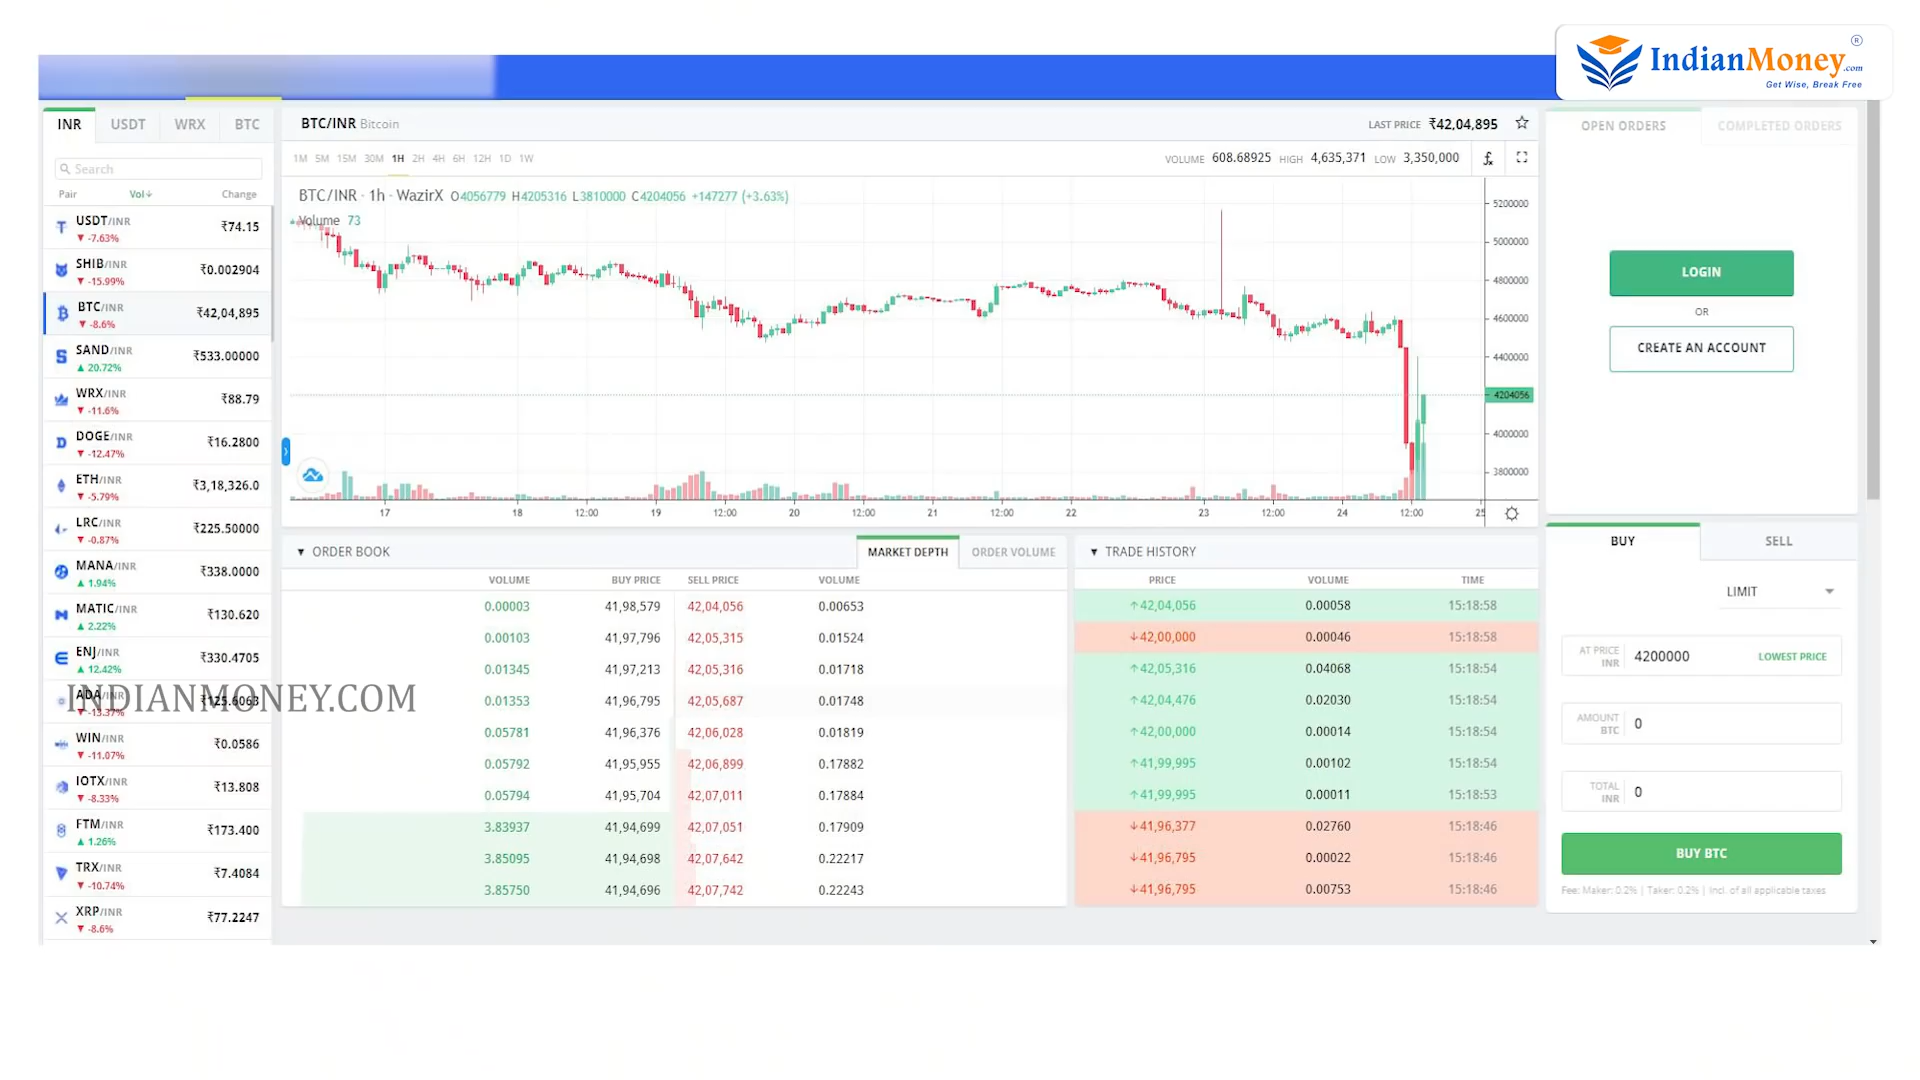 IndianMoney.com ®
Get Wise, Break Free
INR USDT WRX BTC
Search
Pair Vol↓ Change
USDT/INR ₹74.15
▼ -7.63%
SHIB/INR ₹0.002904
▼ -15.99%
BTC/INR ₹42,04,895
▼ -8.6%
SAND/INR ₹533.00000
▲ 20.72%
WRX/INR ₹88.79
▼ -11.6%
DOGE/INR ₹16.2800
▼ -12.47%
ETH/INR ₹3,18,326.0
▼ -5.79%
LRC/INR ₹225.50000
▼ -0.87%
MANA/INR ₹338.0000
▲ 1.94%
MATIC/INR ₹130.620
▲ 2.22%
ENJ/INR ₹330.4705
▲ 12.42%
ADA/INR ₹125.6063
▼ -13.37%
INDIANMONEY.COM
WIN/INR ₹0.0586
▼ -11.07%
IOTX/INR ₹13.808
▼ -8.33%
FTM/INR ₹173.400
▲ 1.26%
TRX/INR ₹7.4084
▼ -10.74%
XRP/INR ₹77.2247
▼ -8.6%
BTC/INR Bitcoin LAST PRICE ₹42,04,895
1M 5M 15M 30M 1H 2H 4H 6H 12H 1D 1W VOLUME 608.68925 HIGH 4,635,371 LOW 3,350,000
BTC/INR · 1h · WazirX O4056779 H4205316 L3810000 C4204056 +147277 (+3.63%)
Volume 73
5200000
5000000
4800000
4600000
4400000
4204056
4000000
3800000
17 18 12:00 19 12:00 20 12:00 21 12:00 22 23 12:00 24 12:00 25
▼ ORDER BOOK MARKET DEPTH ORDER VOLUME
VOLUME BUY PRICE SELL PRICE VOLUME
0.00003 41,98,579 42,04,056 0.00653
0.00103 41,97,796 42,05,315 0.01524
0.01345 41,97,213 42,05,316 0.01718
0.01353 41,96,795 42,05,687 0.01748
0.05781 41,96,376 42,06,028 0.01819
0.05792 41,95,955 42,06,899 0.17882
0.05794 41,95,704 42,07,011 0.17884
3.83937 41,94,699 42,07,051 0.17909
3.85095 41,94,698 42,07,642 0.22217
3.85750 41,94,696 42,07,742 0.22243
▼ TRADE HISTORY
PRICE VOLUME TIME
↑42,04,056 0.00058 15:18:58
↓42,00,000 0.00046 15:18:58
↑42,05,316 0.04068 15:18:54
↑42,04,476 0.02030 15:18:54
↑42,00,000 0.00014 15:18:54
↑41,99,995 0.00102 15:18:54
↑41,99,995 0.00011 15:18:53
↓41,96,377 0.02760 15:18:46
↓41,96,795 0.00022 15:18:46
↓41,96,795 0.00753 15:18:46
OPEN ORDERS COMPLETED ORDERS
LOGIN
OR
CREATE AN ACCOUNT
BUY SELL
LIMIT
AT PRICE INR 4200000 LOWEST PRICE
AMOUNT BTC 0
TOTAL INR 0
BUY BTC
Fee: Maker: 0.2% | Taker: 0.2% | Incl. of all applicable taxes